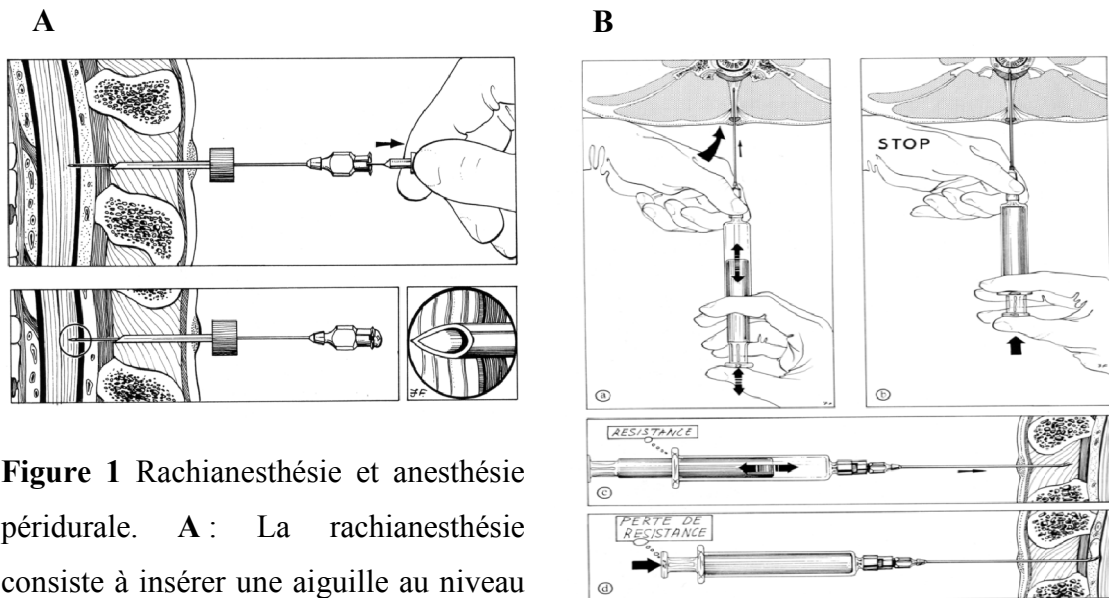 A
B
STOP
a
b
RESISTANCE
c
PERTE DE
RESISTANCE
d
Figure 1 Rachianesthésie et anesthésie
péridurale. A : La rachianesthésie
consiste à insérer une aiguille au niveau